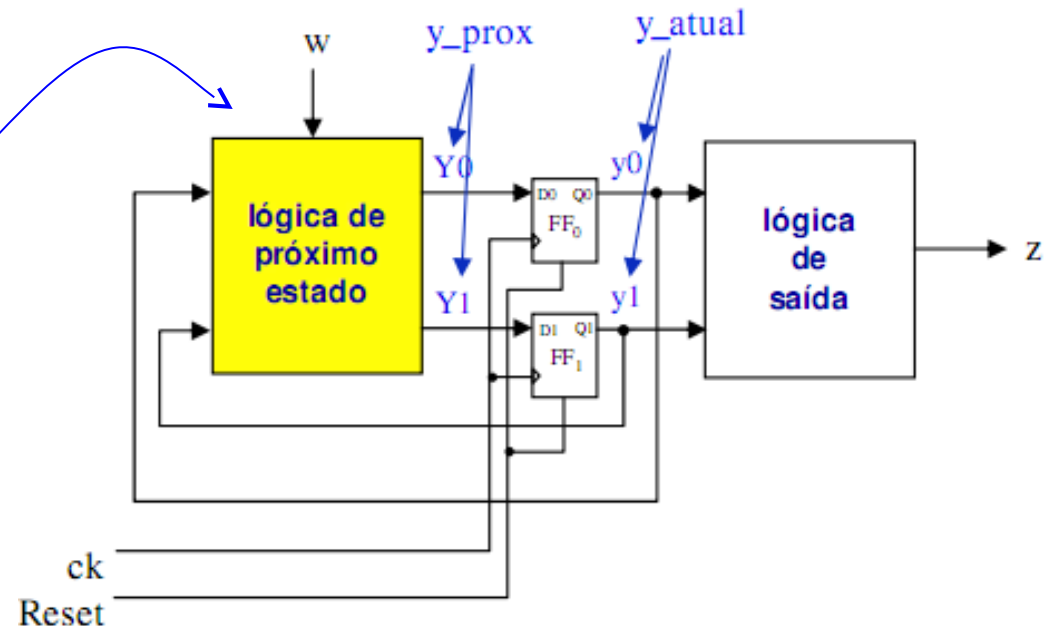 w
y_prox
y_atual
Y0
y0
D0 Q0
FF0
lógica de
próximo
estado
lógica
de
saída
z
Y1
y1
D1 Q1
FF1
ck
Reset